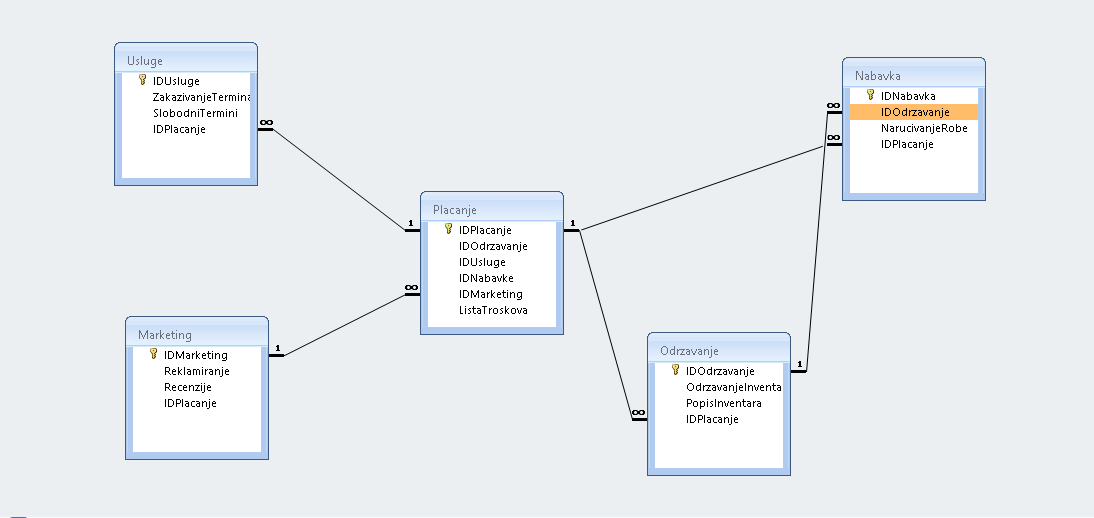 Usluge
IDUsluge
ZakazivanjeTermina
SlobodniTermini
IDPlacanje
∞
Nabavka
IDNabavka
IDOdrzavanje
NarucivanjeRobe
IDPlacanje
∞
∞
Placanje
IDPlacanje
IDOdrzavanje
IDUsluge
IDNabavke
IDMarketing
ListaTroskova
1
1
∞
Marketing
IDMarketing
Reklamiranje
Recenzije
IDPlacanje
1
Odrzavanje
IDOdrzavanje
OdrzavanjeInventa
PopisInventara
IDPlacanje
1
∞